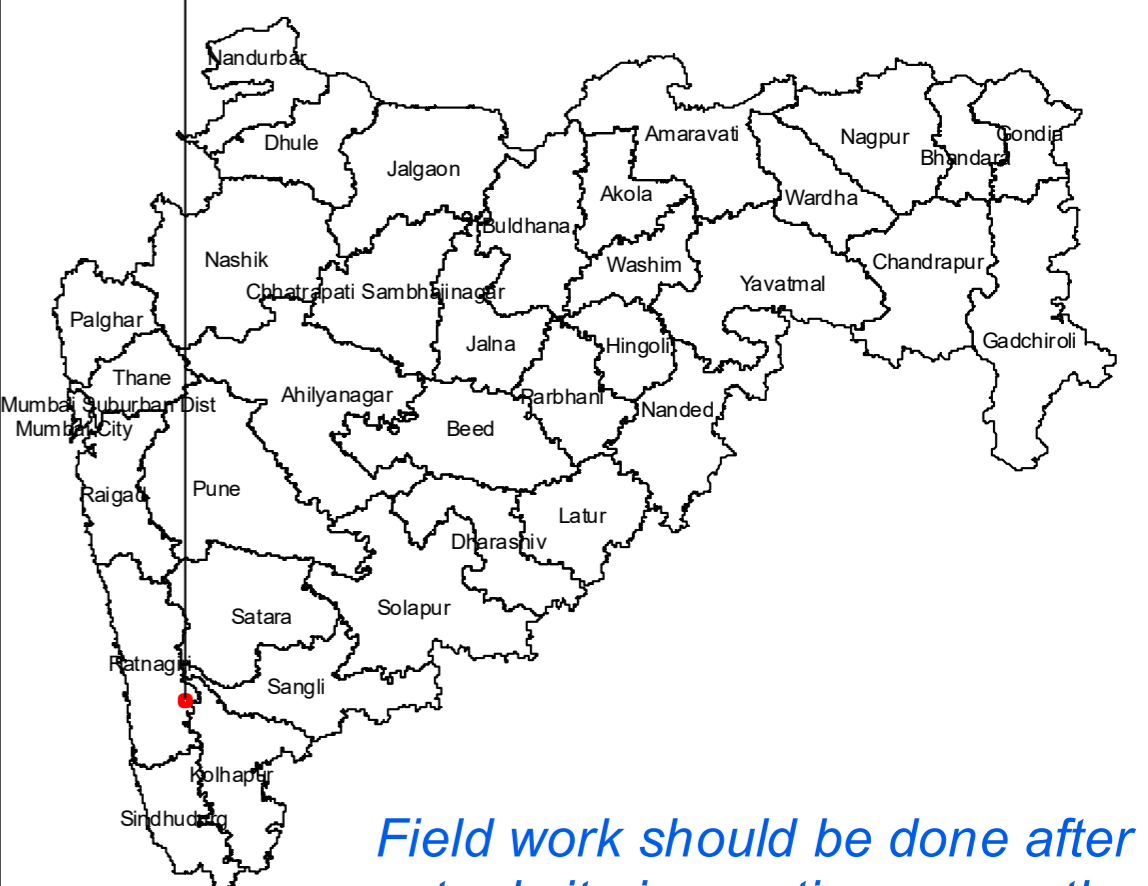 Nandurbar
Dhule
Jalgaon
Amaravati
Nagpur
Gondia
Bhandara
Akola
Wardha
Buldhana
Nashik
Washim
Chandrapur
Yavatmal
Chhatrapati Sambhajinagar
Palghar
Jalna
Hingoli
Gadchiroli
Thane
Ahilyanagar
Parbhani
Mumbai Suburban Dist
Nanded
Mumbai City
Beed
Raigad
Pune
Latur
Dharashiv
Satara
Solapur
Ratnagiri
Sangli
Kolhapur
Sindhudurg
Field work should be done after